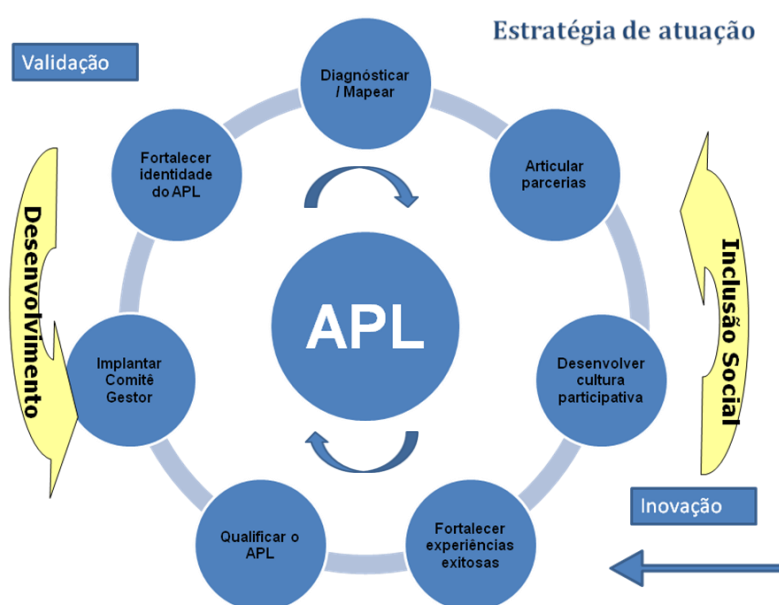 Estratégia de atuação
Validação
Diagnósticar
/ Mapear
Fortalecer
identidade
do APL
Articular
parcerias
Desenvolvimento
APL
Inclusão Social
Implantar
Comitê
Gestor
Desenvolver
cultura
participativa
Qualificar o
APL
Fortalecer
experiências
exitosas
Inovação